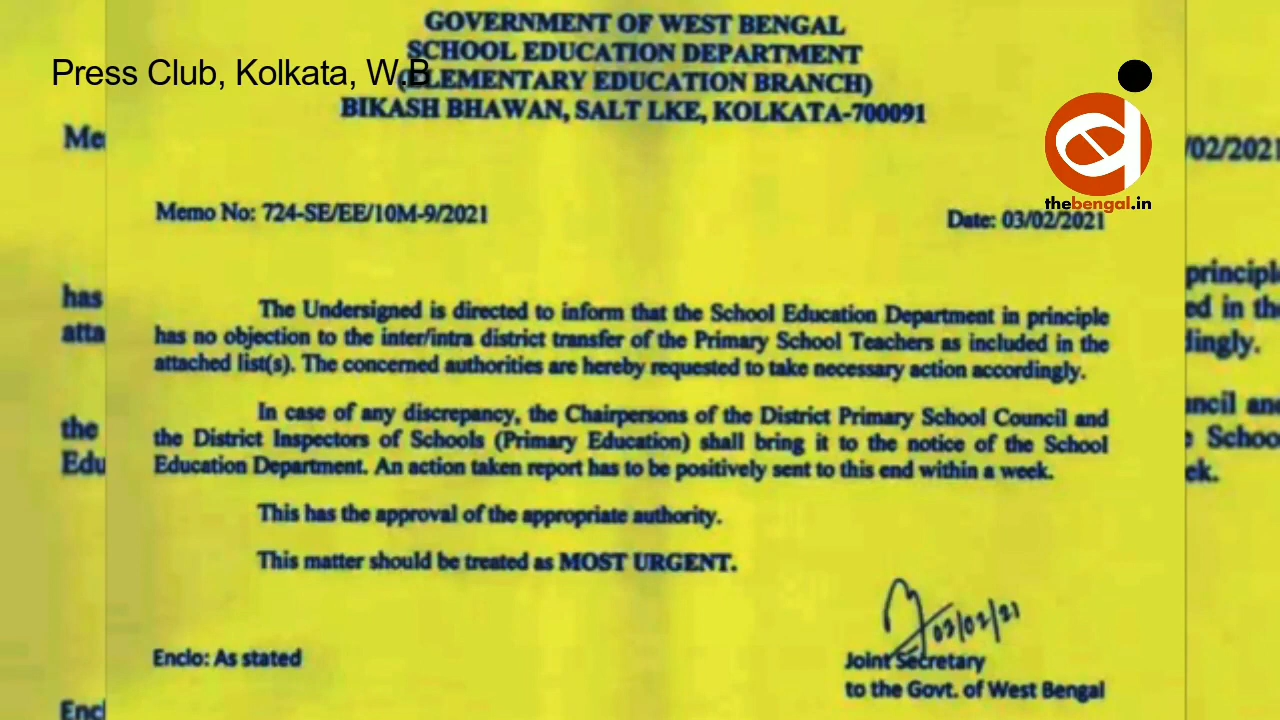 GOVERNMENT OF WEST BENGAL
SCHOOL EDUCATION DEPARTMENT
Press Club, Kolkata, W.B
(ELEMENTARY EDUCATION BRANCH)
BIKASH BHAWAN, SALT LKE, KOLKATA-700091
thebengal.in
Memo No: 724-SE/EE/10M-9/2021
Date: 03/02/2021
The Undersigned is directed to inform that the School Education Department in principle
has no objection to the inter/intra district transfer of the Primary School Teachers as included in the
attached list(s). The concerned authorities are hereby requested to take necessary action accordingly.
In case of any discrepancy, the Chairpersons of the District Primary School Council and
the District Inspectors of Schools (Primary Education) shall bring it to the notice of the School
Education Department. An action taken report has to be positively sent to this end within a week.
This has the approval of the appropriate authority.
This matter should be treated as MOST URGENT.
03/02/21
Enclo: As stated
Joint Secretary
to the Govt. of West Bengal